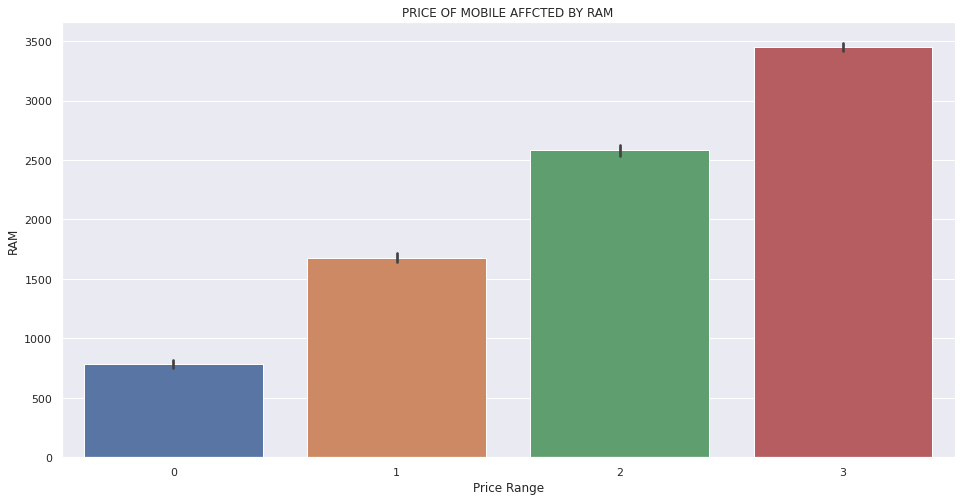 PRICE OF MOBILE AFFCTED BY RAM
3500
3000
2500
2000
1500
1000
500
0
RAM
0 1 2 3
Price Range